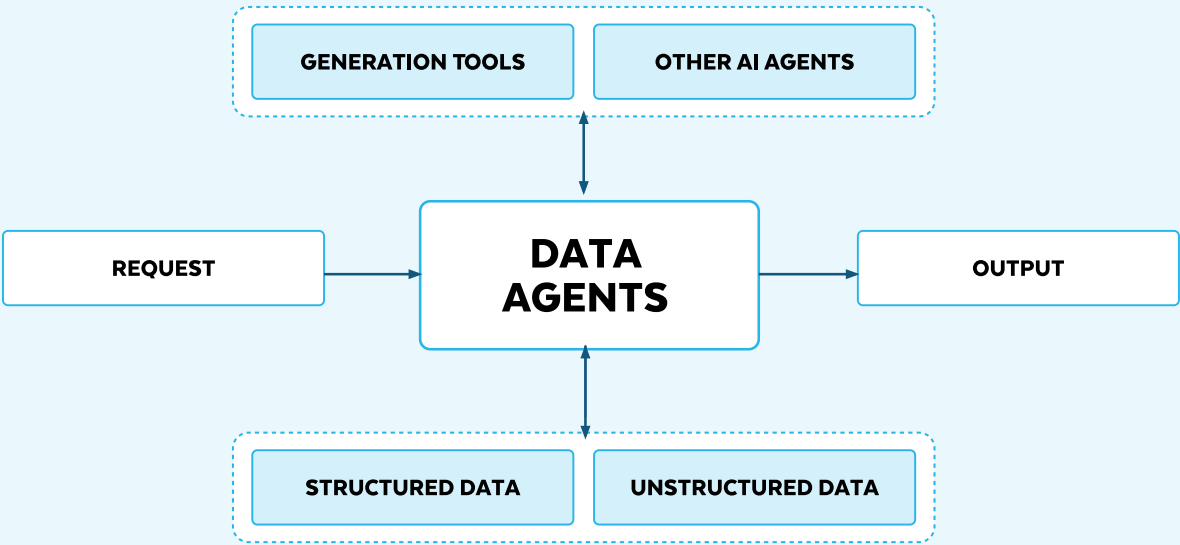 GENERATION TOOLS
OTHER AI AGENTS
REQUEST
DATA
AGENTS
OUTPUT
STRUCTURED DATA
UNSTRUCTURED DATA